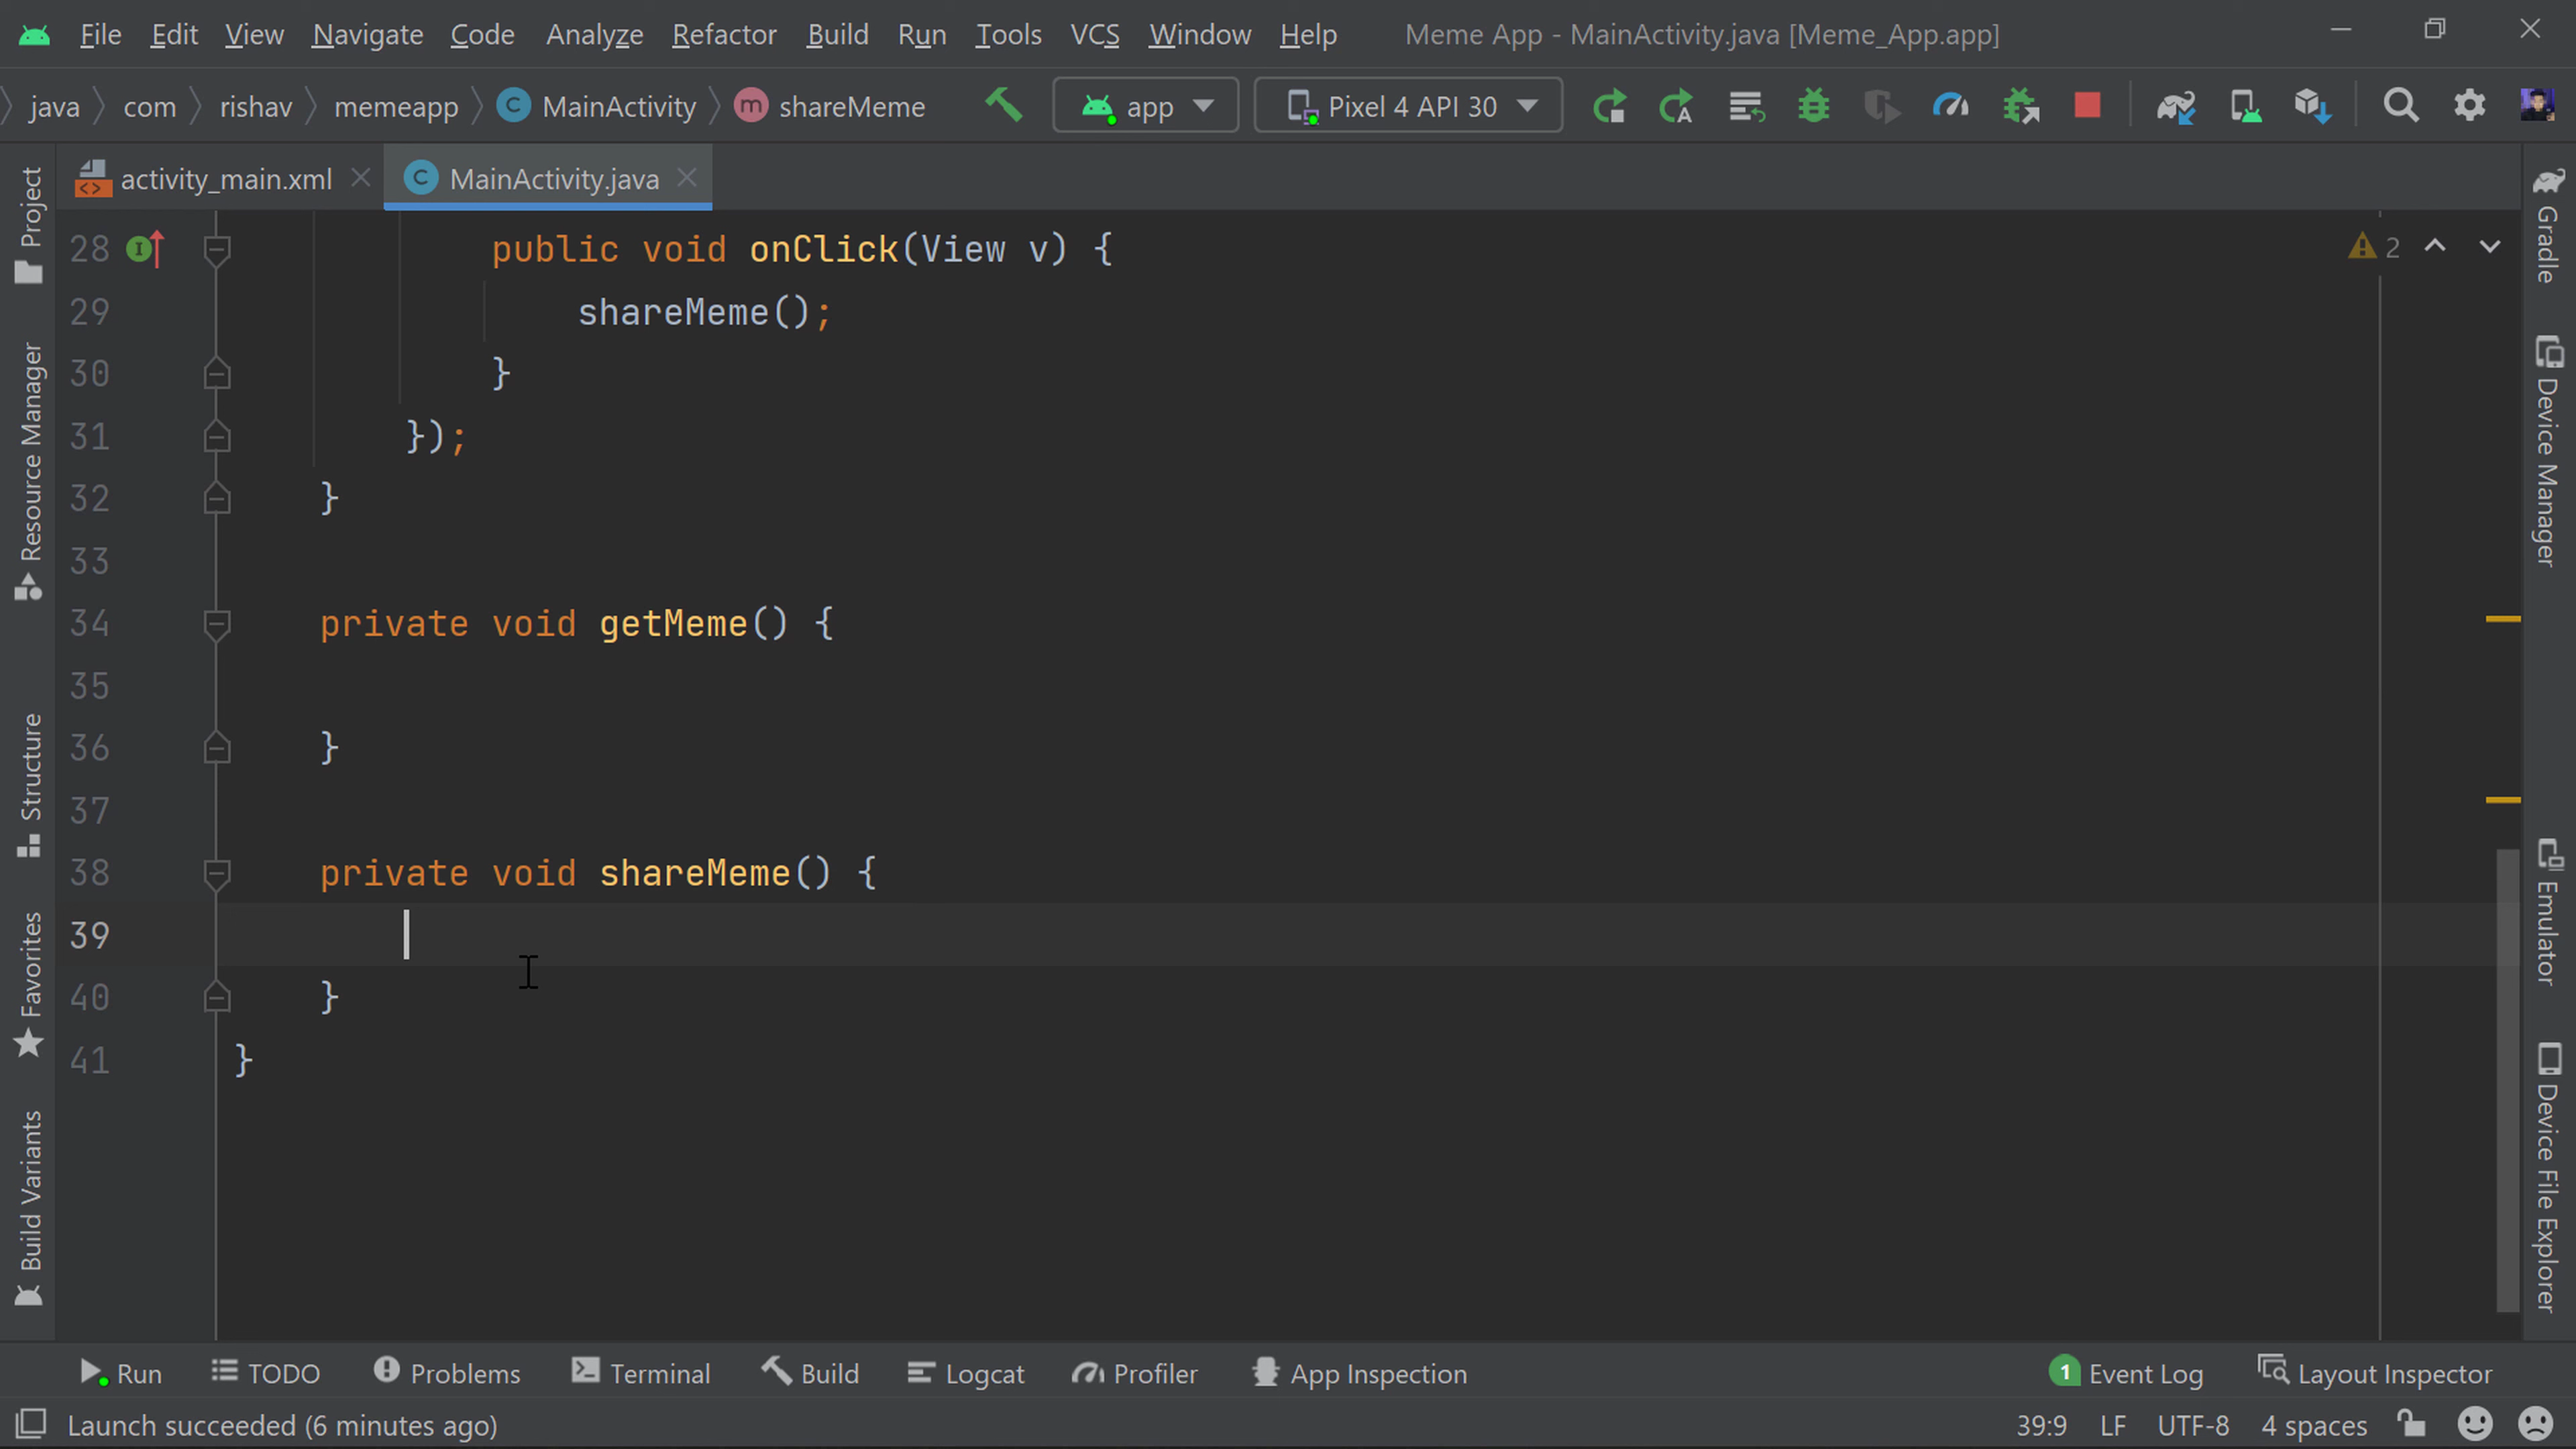 File Edit View Navigate Code Analyze Refactor Build Run Tools VCS Window Help Meme App - MainActivity.java [Meme_App.app]
java com rishav memeapp C MainActivity m shareMeme app Pixel 4 API 30
activity_main.xml C MainActivity.java
28 public void onClick(View v) {
2
29 shareMeme();
30 }
31 });
32 }
33
34 private void getMeme() {
35
36 }
37
38 private void shareMeme() {
39
40 }
41 }
Project
Resource Manager
Structure
Favorites
Build Variants
Gradle
Device Manager
Emulator
Device File Explorer
Run TODO Problems Terminal Build Logcat Profiler App Inspection 1 Event Log Layout Inspector
Launch succeeded (6 minutes ago) 39:9 LF UTF-8 4 spaces